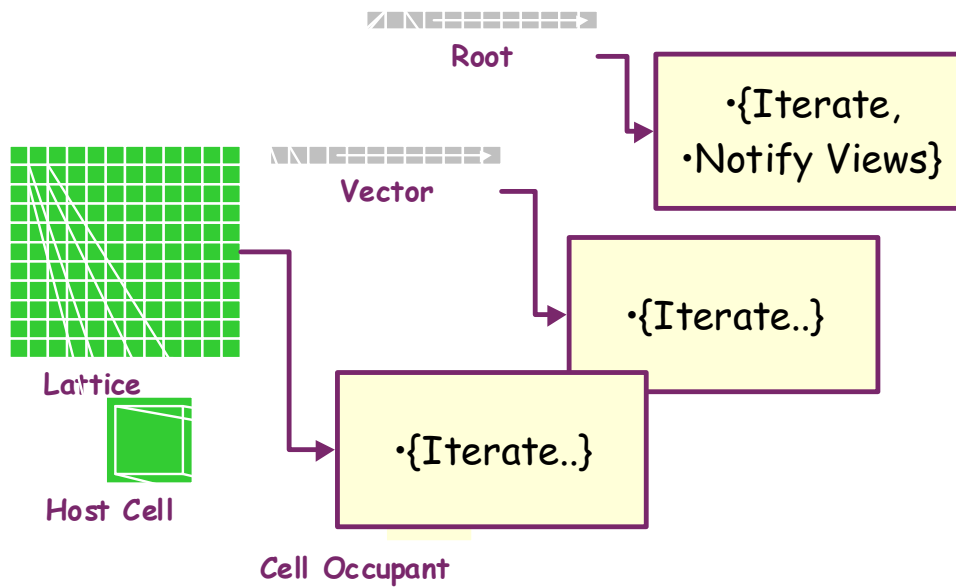 Root
•{Iterate,
•Notify Views}
Vector
•{Iterate..}
Lattice
•{Iterate..}
Host Cell
Cell Occupant